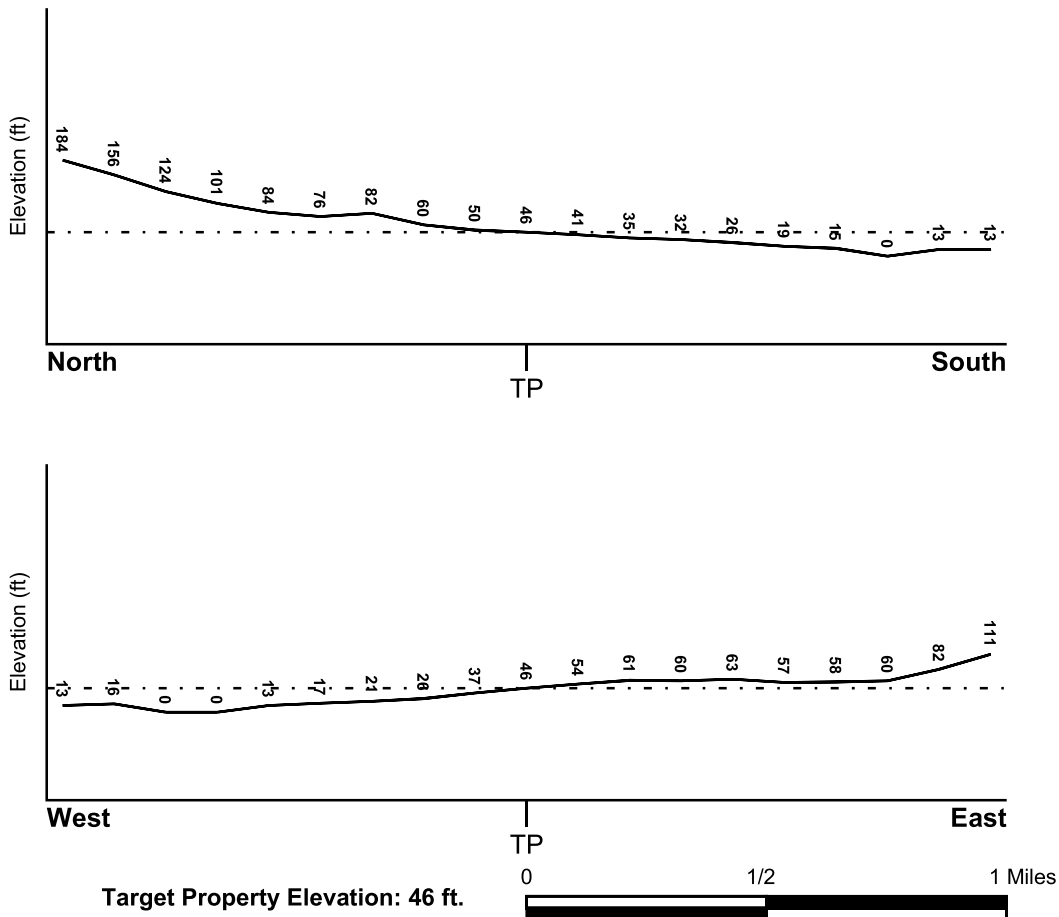 Elevation (ft)
184 156 124 101 84 76 82 60 50 46 41 35 32 26 19 15 0 13 13
North South
TP
Elevation (ft)
13 16 0 0 13 17 21 26 37 46 54 61 60 63 57 58 60 82 111
West East
TP
Target Property Elevation: 46 ft.
0 1/2 1 Miles